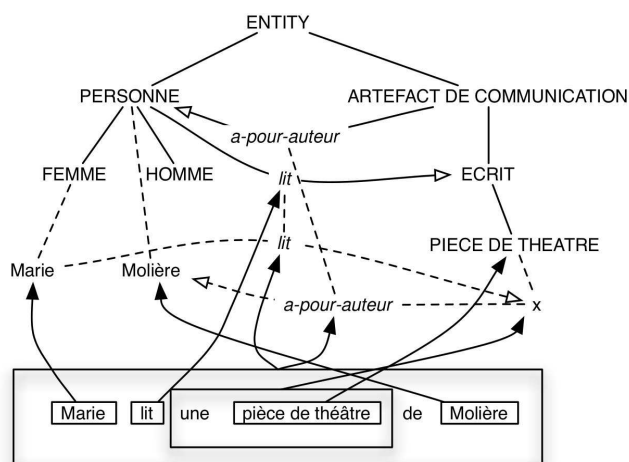 ENTITY
PERSONNE ARTEFACT DE COMMUNICATION
a-pour-auteur
FEMME HOMME lit ECRIT
lit PIECE DE THEATRE
Marie Molière
a-pour-auteur x
Marie lit une pièce de théâtre de Molière